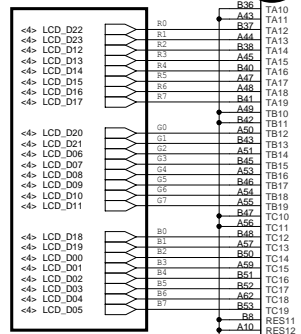 B36 TA10
A43 TA11
<4> LCD_D22 R0 B37 TA12
<4> LCD_D23 R1 A44 TA13
<4> LCD_D12 R2 B38 TA14
<4> LCD_D13 R3 A45 TA15
<4> LCD_D14 R4 B40 TA16
<4> LCD_D15 R5 A47 TA17
<4> LCD_D16 R6 A48 TA18
<4> LCD_D17 R7 B41 TA19
A49 TB10
B42 TB11
<4> LCD_D20 G0 A50 TB12
<4> LCD_D21 G1 B43 TB13
<4> LCD_D06 G2 A51 TB14
<4> LCD_D07 G3 B45 TB15
<4> LCD_D08 G4 A53 TB16
<4> LCD_D09 G5 B46 TB17
<4> LCD_D10 G6 A54 TB18
<4> LCD_D11 G7 A55 TB19
B47 TC10
A56 TC11
<4> LCD_D18 B0 B48 TC12
<4> LCD_D19 B1 A57 TC13
<4> LCD_D00 B2 B50 TC14
<4> LCD_D01 B3 A59 TC15
<4> LCD_D02 B4 B51 TC16
<4> LCD_D03 B5 B52 TC17
<4> LCD_D04 B6 A62 TC18
<4> LCD_D05 B7 B53 TC19
B8 RES11
A10 RES12